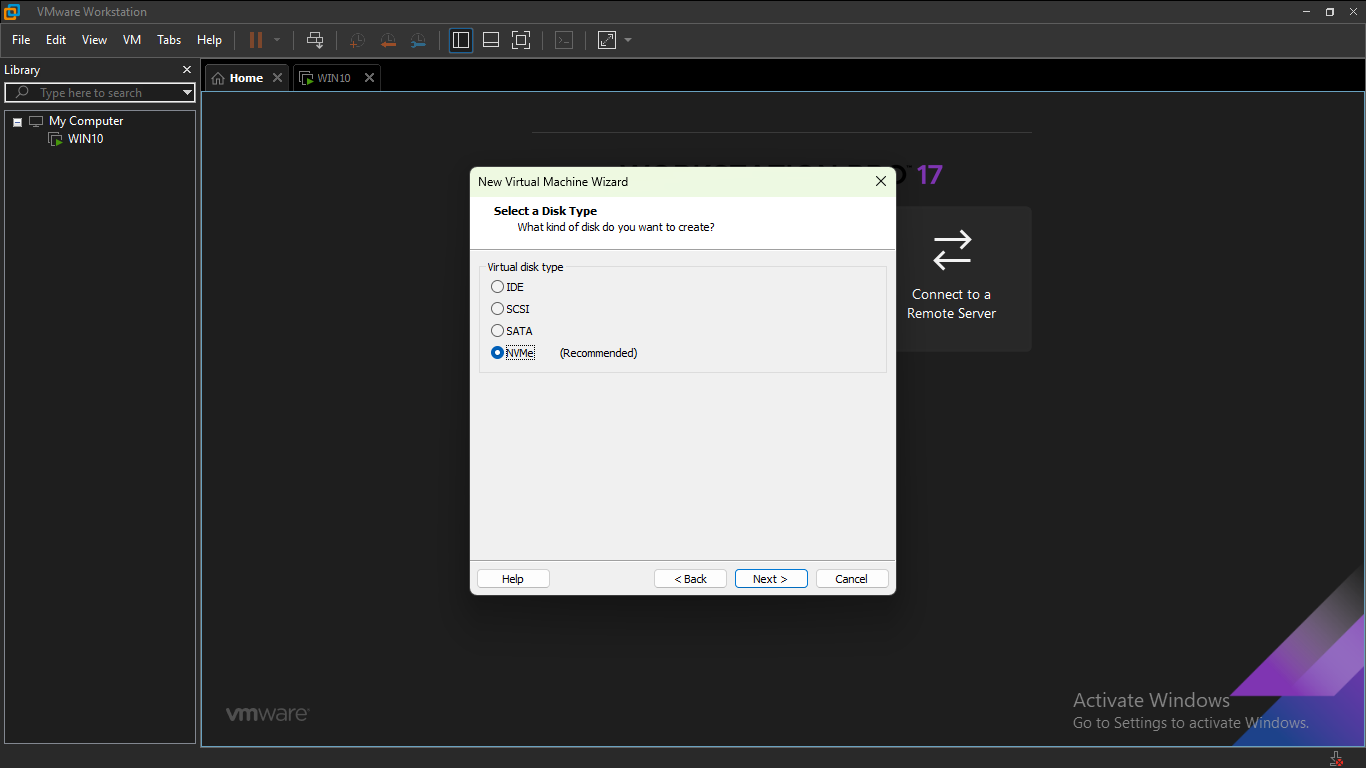 VMware Workstation
File Edit View VM Tabs Help
Library
Type here to search
My Computer
WIN10
Home
WIN10
17
New Virtual Machine Wizard
Select a Disk Type
What kind of disk do you want to create?
Virtual disk type
IDE
SCSI
SATA
NVMe (Recommended)
Help < Back Next > Cancel
Connect to a
Remote Server
vmware
Activate Windows
Go to Settings to activate Windows.